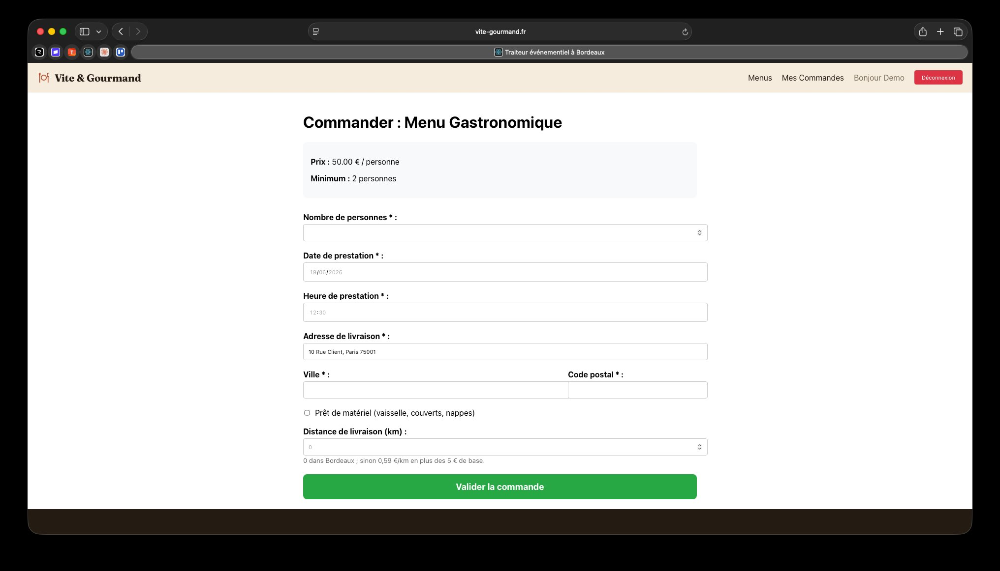 vite-gourmand.fr
Traiteur événementiel à Bordeaux
Vite & Gourmand
Menus
Mes Commandes
Bonjour Demo
Déconnexion
Commander : Menu Gastronomique
Prix : 50.00 € / personne
Minimum : 2 personnes
Nombre de personnes * :
Date de prestation * :
19/06/2026
Heure de prestation * :
12:30
Adresse de livraison * :
10 Rue Client, Paris 75001
Ville * :
Code postal * :
Prêt de matériel (vaisselle, couverts, nappes)
Distance de livraison (km) :
0
0 dans Bordeaux ; sinon 0,59 €/km en plus des 5 € de base.
Valider la commande